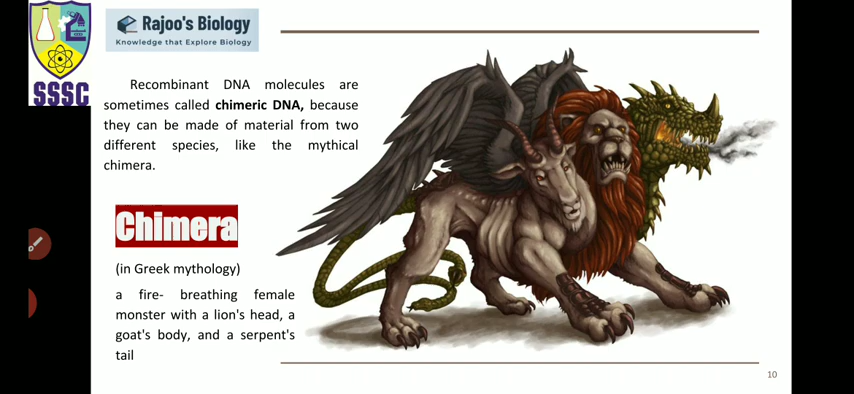 SSSC
Rajoo's Biology
Knowledge that Explore Biology
Recombinant DNA molecules are
sometimes called chimeric DNA, because
they can be made of material from two
different species, like the mythical
chimera.
Chimera
(in Greek mythology)
a fire- breathing female
monster with a lion's head, a
goat's body, and a serpent's
tail
10